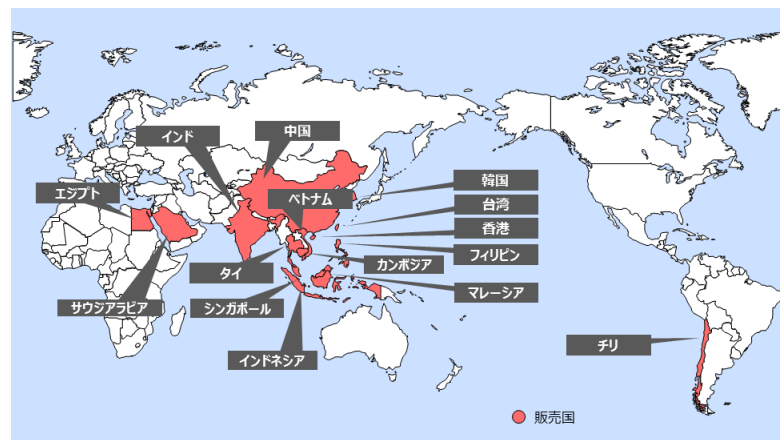 中国
インド
韓国
エジプト
ベトナム
台湾
香港
フィリピン
カンボジア
タイ
マレーシア
サウジアラビア
シンガポール
チリ
インドネシア
販売国